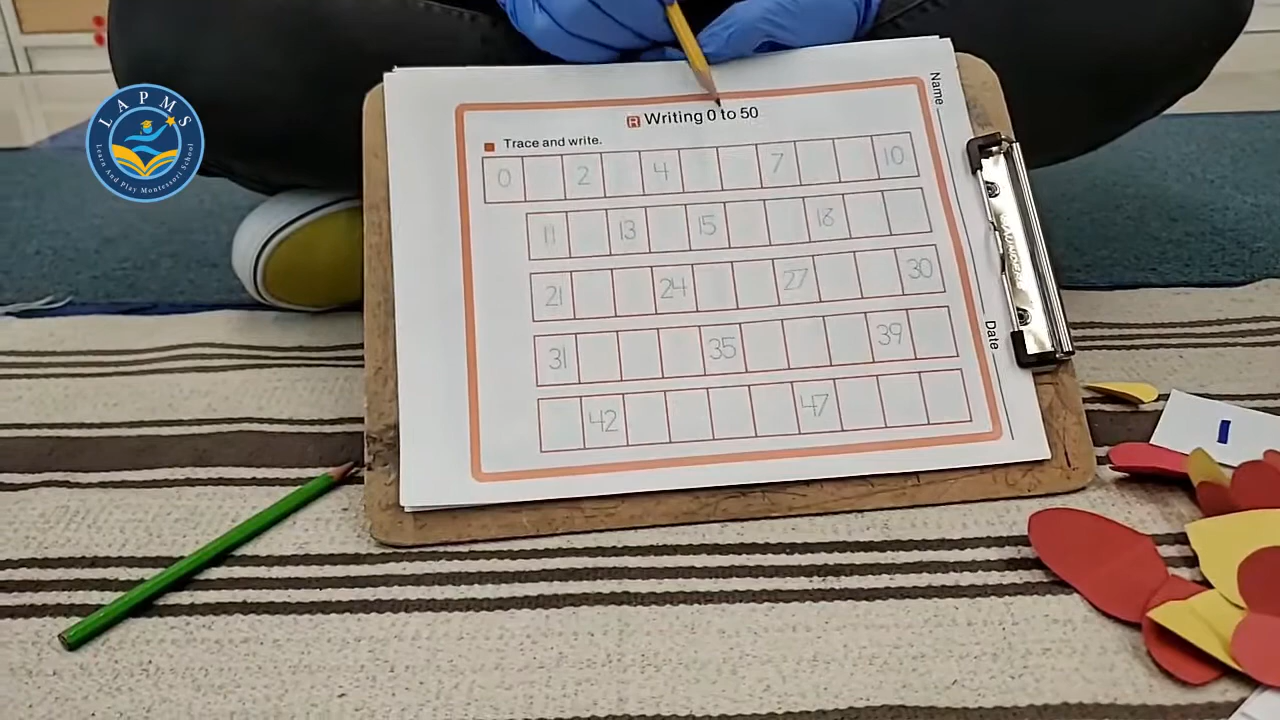 LAPMS
Learn And Play Montessori School
R Writing 0 to 50
Name
Trace and write.
0 2 4 7 10
11 13 15 18
21 24 27 30
31 35 39
42 47
Date